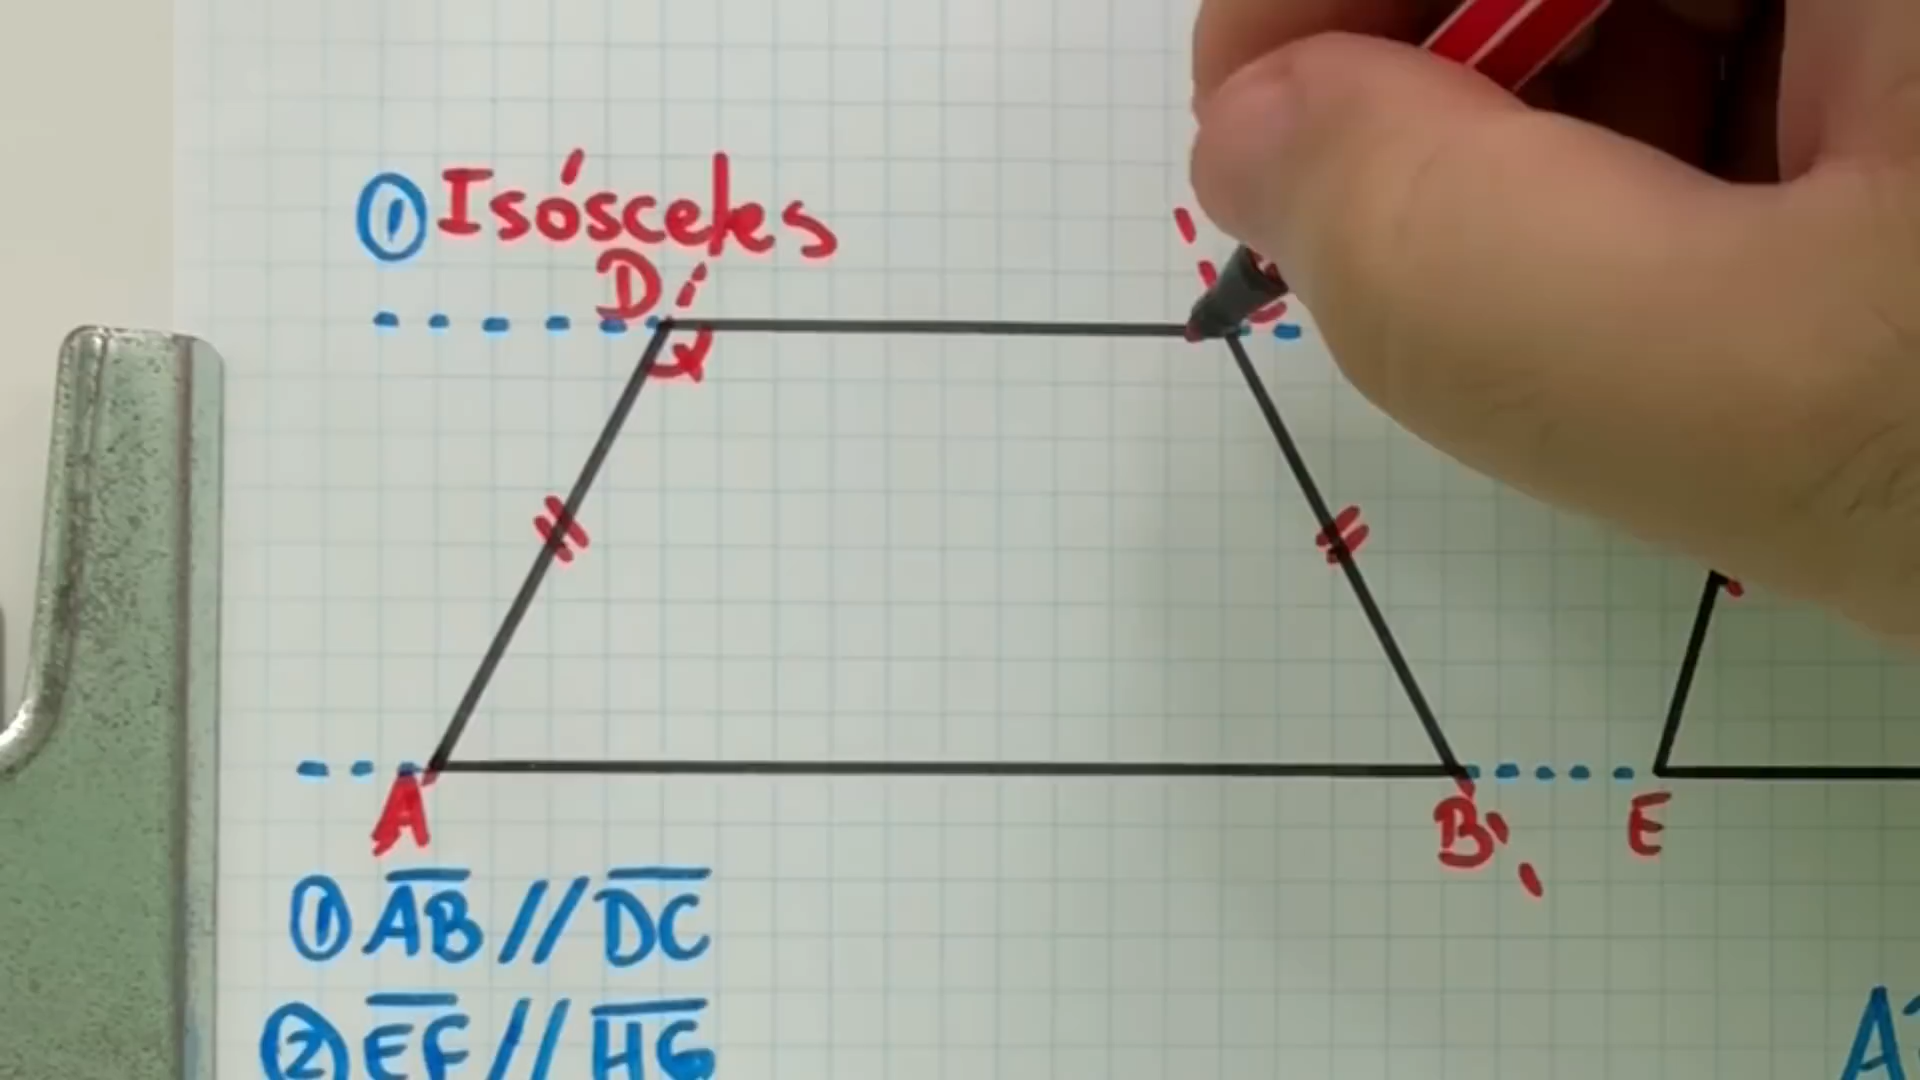 ① Isósceles
D
A
B
E
① AB // DC
② EF // HG
A